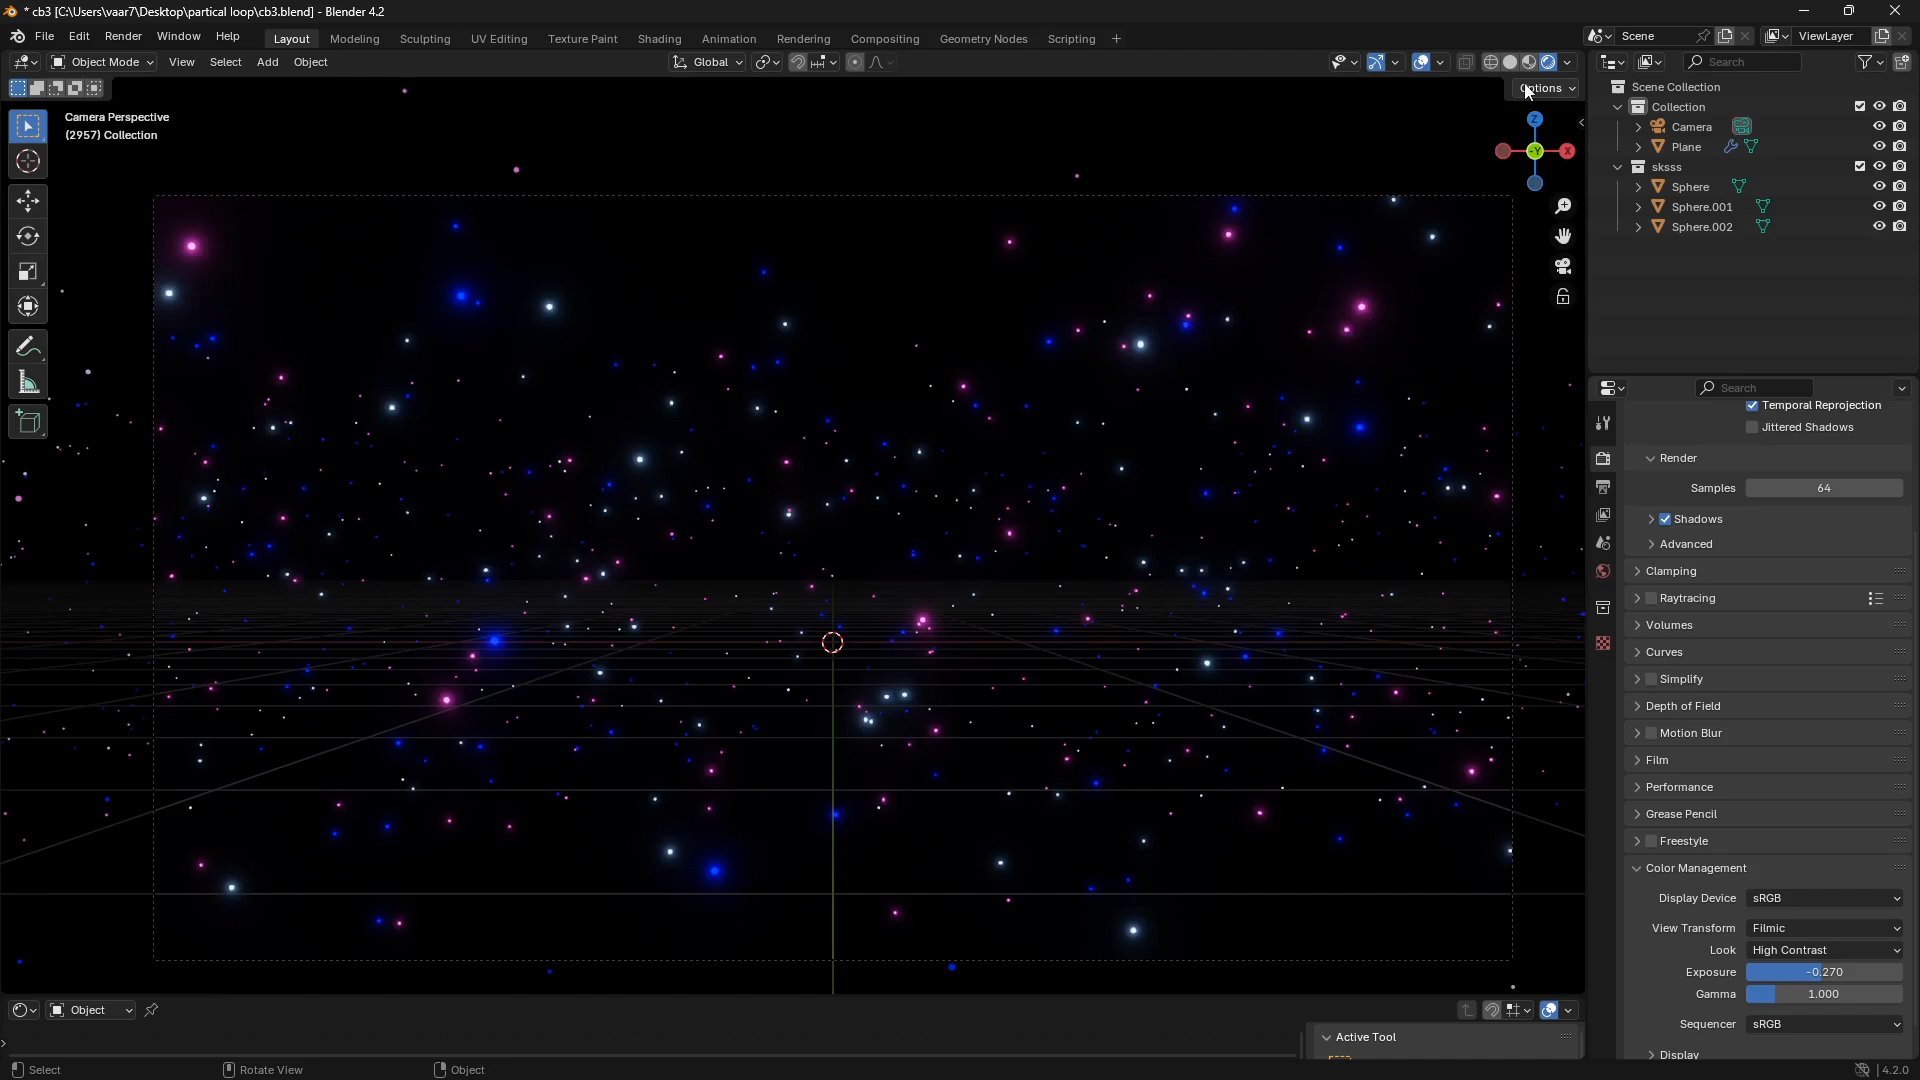 * cb3 [C:\Users\vaar7\Desktop\partical loop\cb3.blend] - Blender 4.2
File Edit Render Window Help
Layout Modeling Sculpting UV Editing Texture Paint Shading Animation Rendering Compositing Geometry Nodes Scripting +
Scene ViewLayer
Object Mode View Select Add Object
Global
Search
Options
Camera Perspective
(2957) Collection
Z
-Y X
Scene Collection
Collection
Camera
Plane
sksss
Sphere
Sphere.001
Sphere.002
Search
Temporal Reprojection
Jittered Shadows
Render
Samples 64
Shadows
Advanced
Clamping
Raytracing
Volumes
Curves
Simplify
Depth of Field
Motion Blur
Film
Performance
Grease Pencil
Freestyle
Color Management
Display Device sRGB
View Transform Filmic
Look High Contrast
Exposure -0.270
Gamma 1.000
Sequencer sRGB
Display
Object
Active Tool
Select Rotate View Object
4.2.0